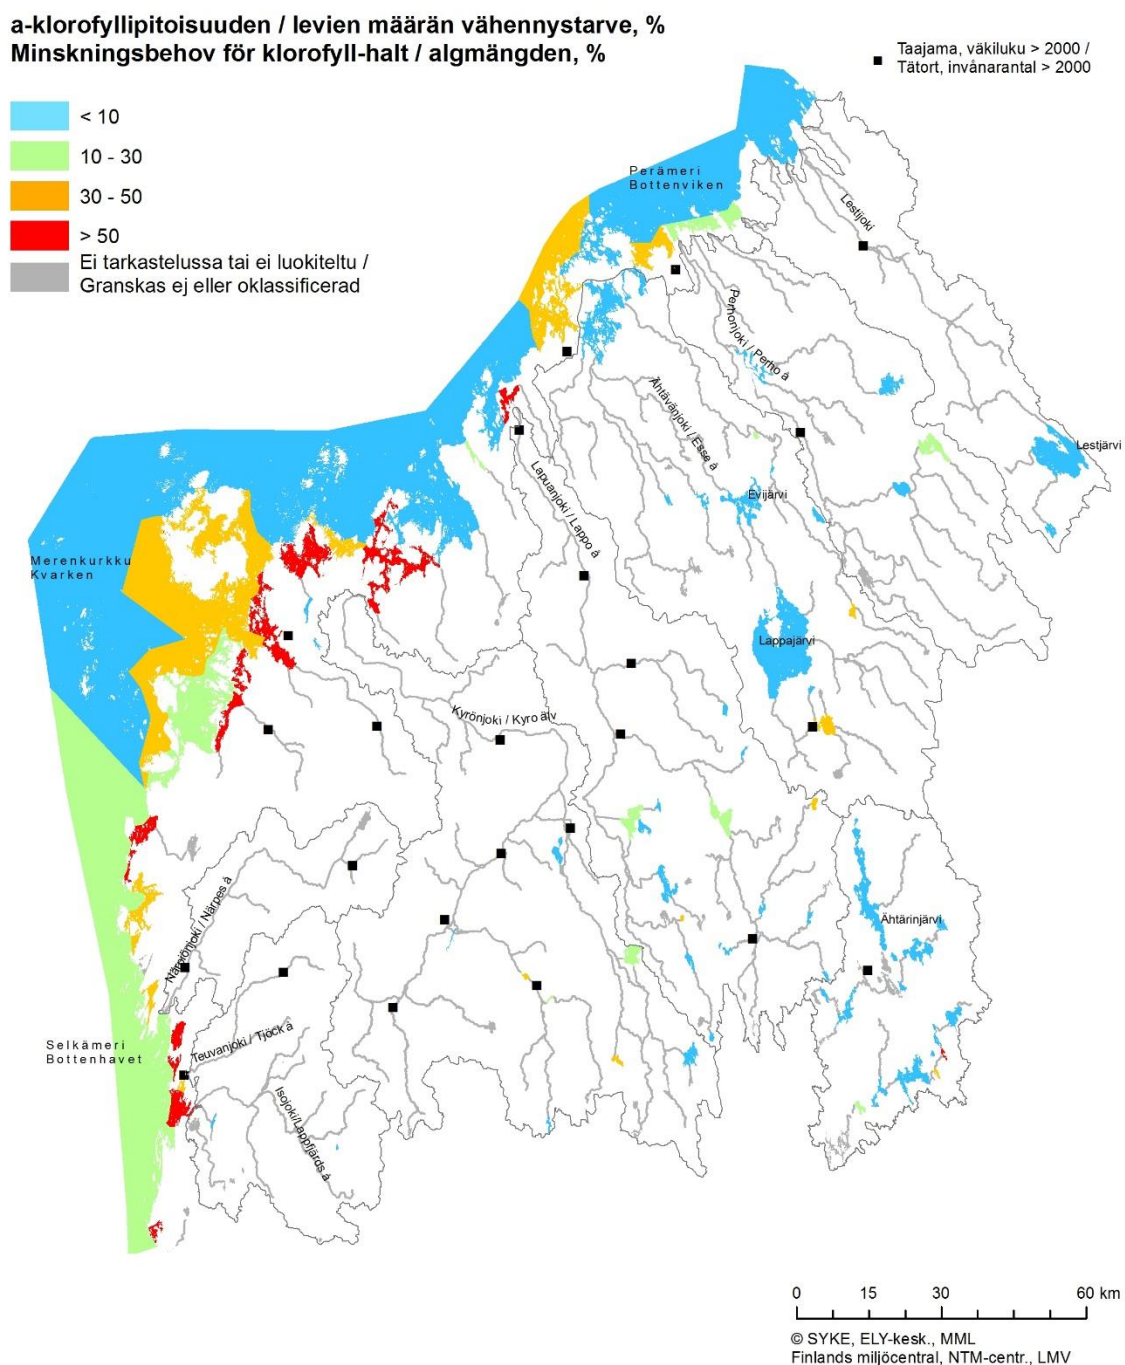 a-klorofyllipitoisuuden / levien määrän vähennystarve, %
Minskningsbehov för klorofyll-halt / algmängden, %
Taajama, väkiluku > 2000 /
Tätort, invånarantal > 2000
< 10
10 - 30
30 - 50
> 50
Ei tarkastelussa tai ei luokiteltu /
Granskas ej eller oklassificerad
Perämeri
Bottenviken
Lestijoki
Perhonjoki / Perho å
Ähtävänjoki / Esse å
Lestjärvi
Lapuanjoki / Lappo å
Evijärvi
Merenkurkku
Kvarken
Lappajärvi
Kyrönjoki / Kyro älv
Närpiönjoki / Närpes å
Ähtärinjärvi
Selkämeri
Bottenhavet
Teuvanjoki / Tjöck å
Isojoki/Lappfjärds å
0 15 30 60 km
© SYKE, ELY-kesk., MML
Finlands miljöcentral, NTM-centr., LMV